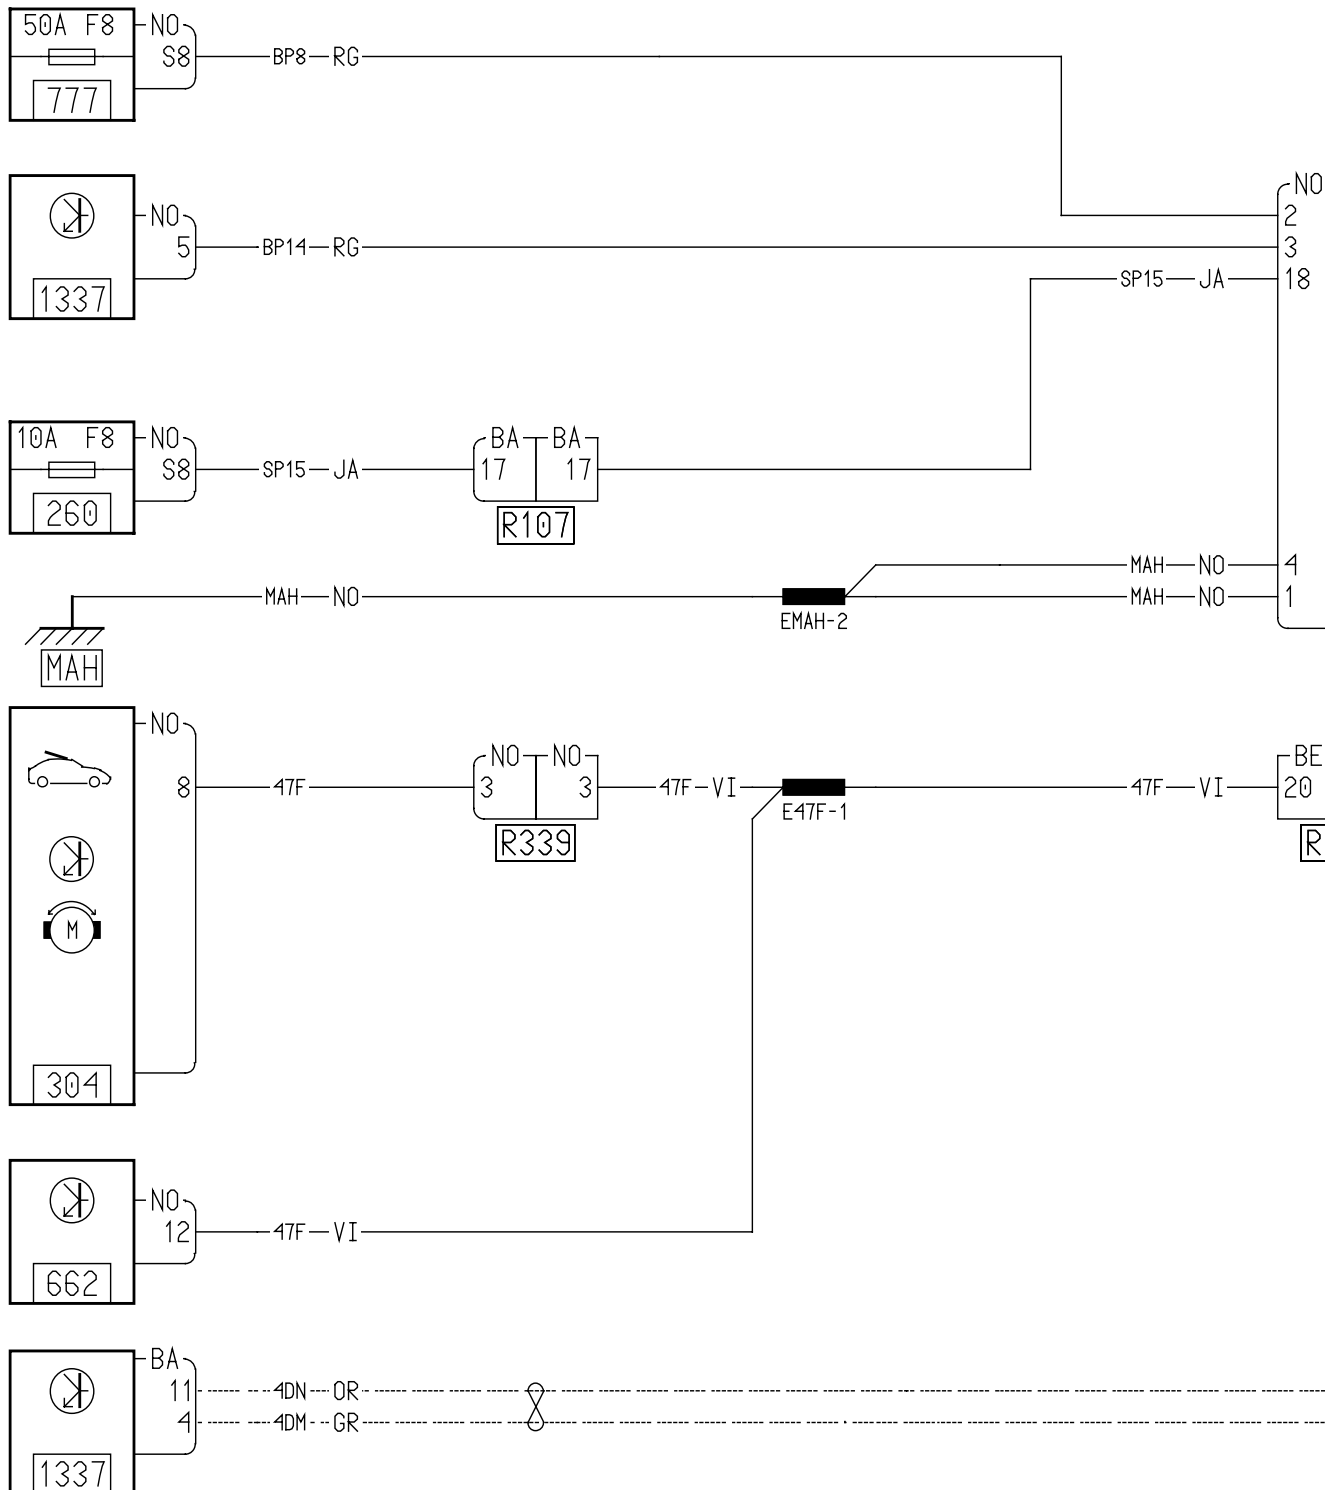 50A F8 NO
S8 BP8 RG
777
NO
NO 2
5 BP14 RG 3
SP15 JA 18
1337
10A F8 NO BA BA
S8 SP15 JA 17 17
260 R107
MAH NO 4
MAH NO MAH NO 1
EMAH-2
MAH
NO
NO NO BE
8 47F 3 3 47F VI 47F VI 20
E47F-1
R339 R
M
304
NO
12 47F VI
662
BA
11 4DN OR
4 4DM GR
1337